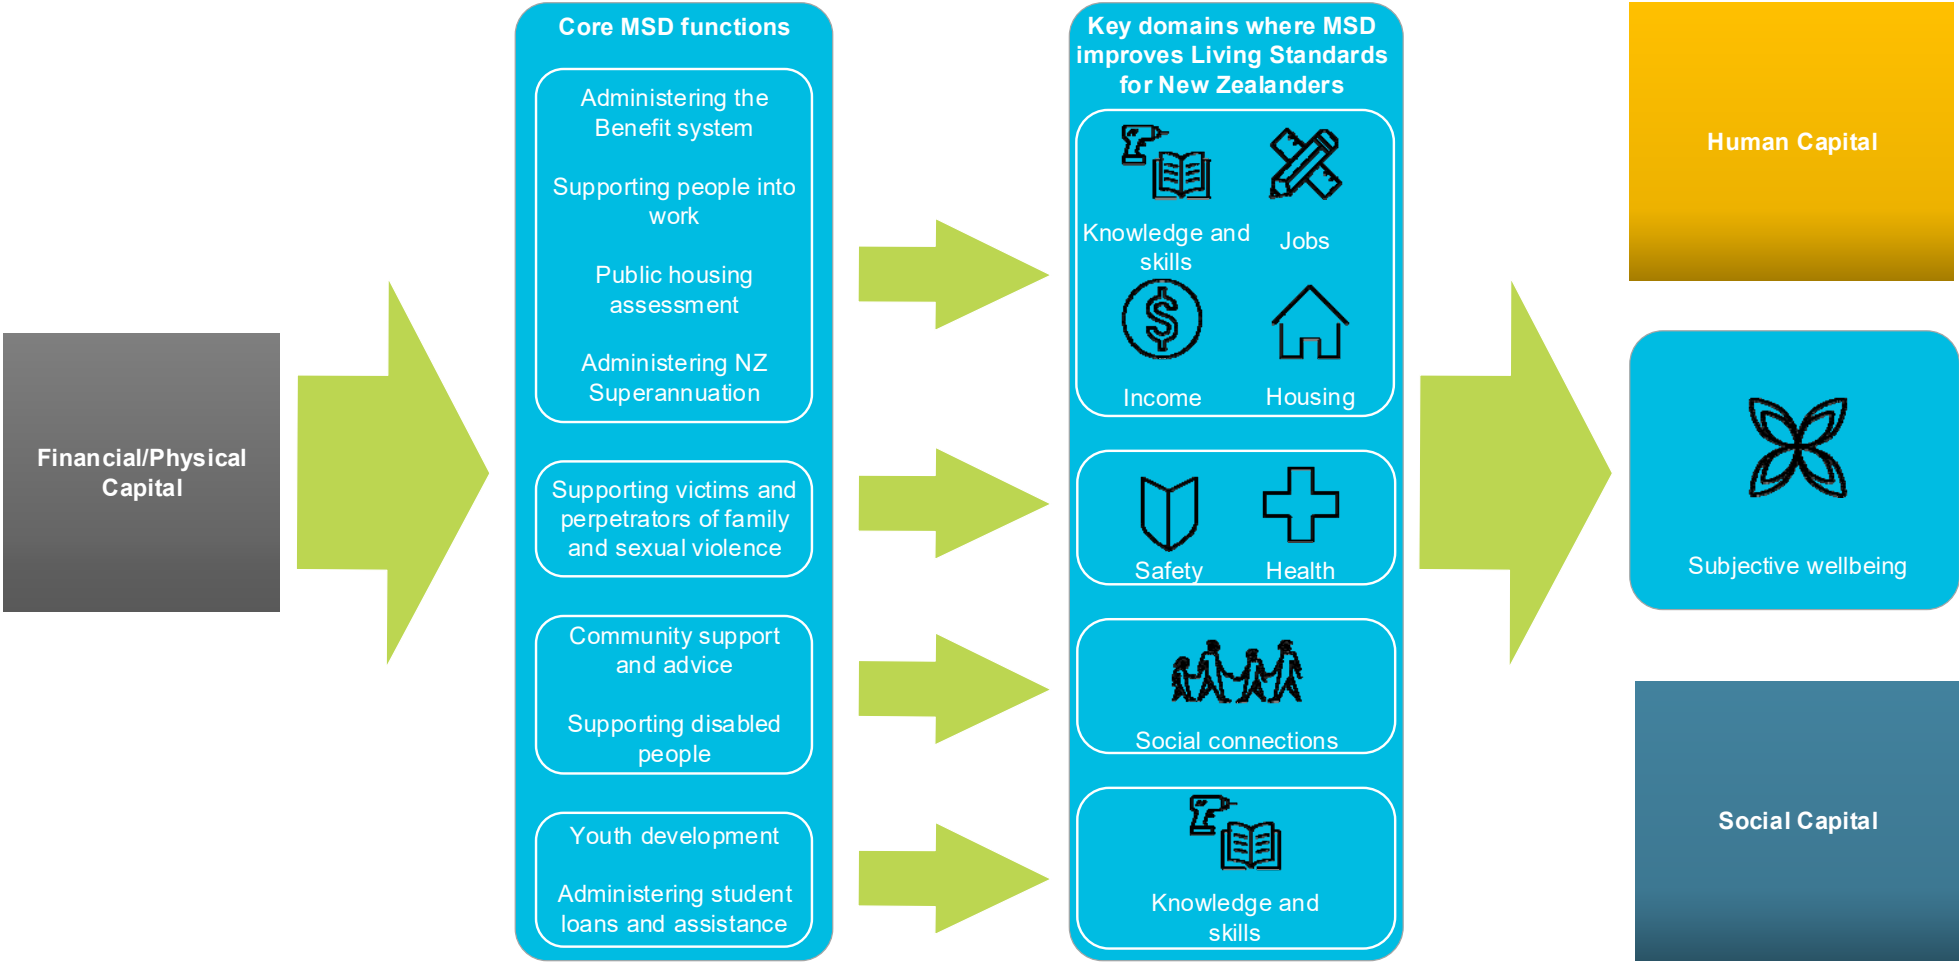 Financial/Physical
Capital
Core MSD functions
Administering the
Benefit system
Supporting people into
work
Public housing
assessment
Administering NZ
Superannuation
Supporting victims and
perpetrators of family
and sexual violence
Community support
and advice
Supporting disabled
people
Youth development
Administering student
loans and assistance
Key domains where MSD
improves Living Standards
for New Zealanders
Knowledge and
skills
Jobs
Income
Housing
Safety
Health
Social connections
Knowledge and
skills
Human Capital
Subjective wellbeing
Social Capital